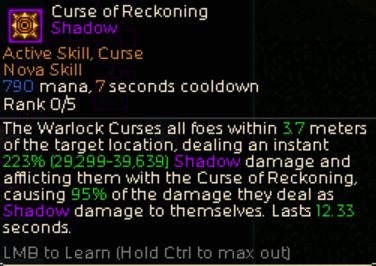 Curse of Reckoning
Shadow
Active Skill, Curse
Nova Skill
790 mana, 7 seconds cooldown
Rank 0/5
The Warlock Curses all foes within 3.7 meters
of the target location, dealing an instant
223% (29,299-39,639) Shadow damage and
afflicting them with the Curse of Reckoning,
causing 95% of the damage they deal as
Shadow damage to themselves. Lasts 12.33
seconds.
LMB to Learn (Hold Ctrl to max out)